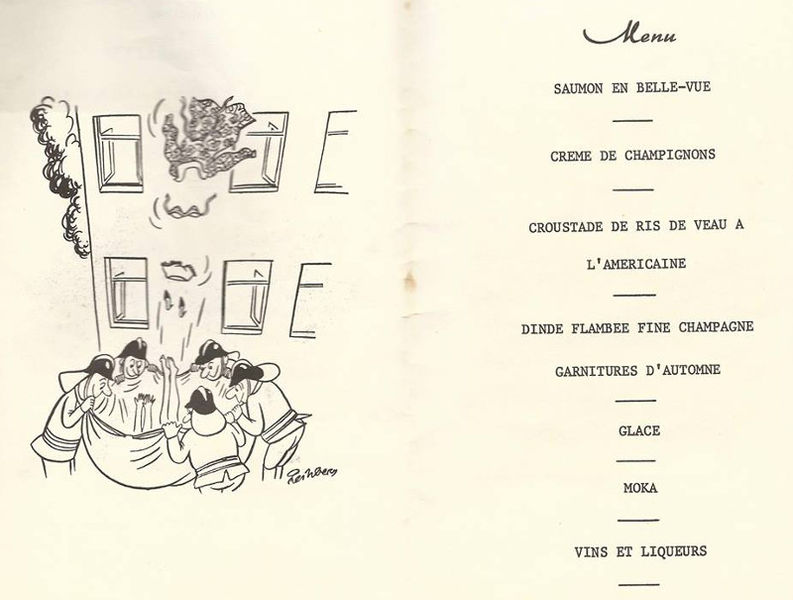 Menu
SAUMON EN BELLE-VUE
CREME DE CHAMPIGNONS
CROUSTADE DE RIS DE VEAU A
L'AMERICAINE
DINDE FLAMBEE FINE CHAMPAGNE
GARNITURES D'AUTOMNE
GLACE
MOKA
VINS ET LIQUEURS